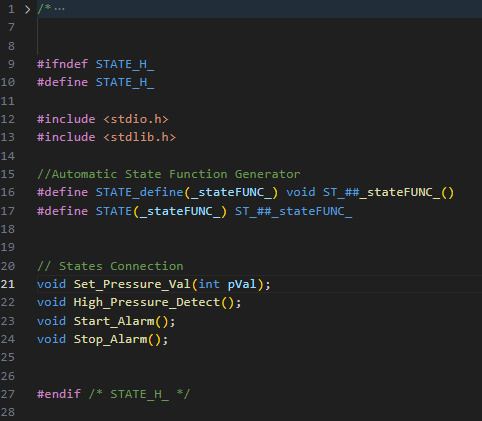 1 > /* ···
7
8
9 #ifndef STATE_H_
10 #define STATE_H_
11
12 #include <stdio.h>
13 #include <stdlib.h>
14
15 //Automatic State Function Generator
16 #define STATE_define(_stateFUNC_) void ST_##_stateFUNC_()
17 #define STATE(_stateFUNC_) ST_##_stateFUNC_
18
19
20 // States Connection
21 void Set_Pressure_Val(int pVal);
22 void High_Pressure_Detect();
23 void Start_Alarm();
24 void Stop_Alarm();
25
26
27 #endif /* STATE_H_ */
28